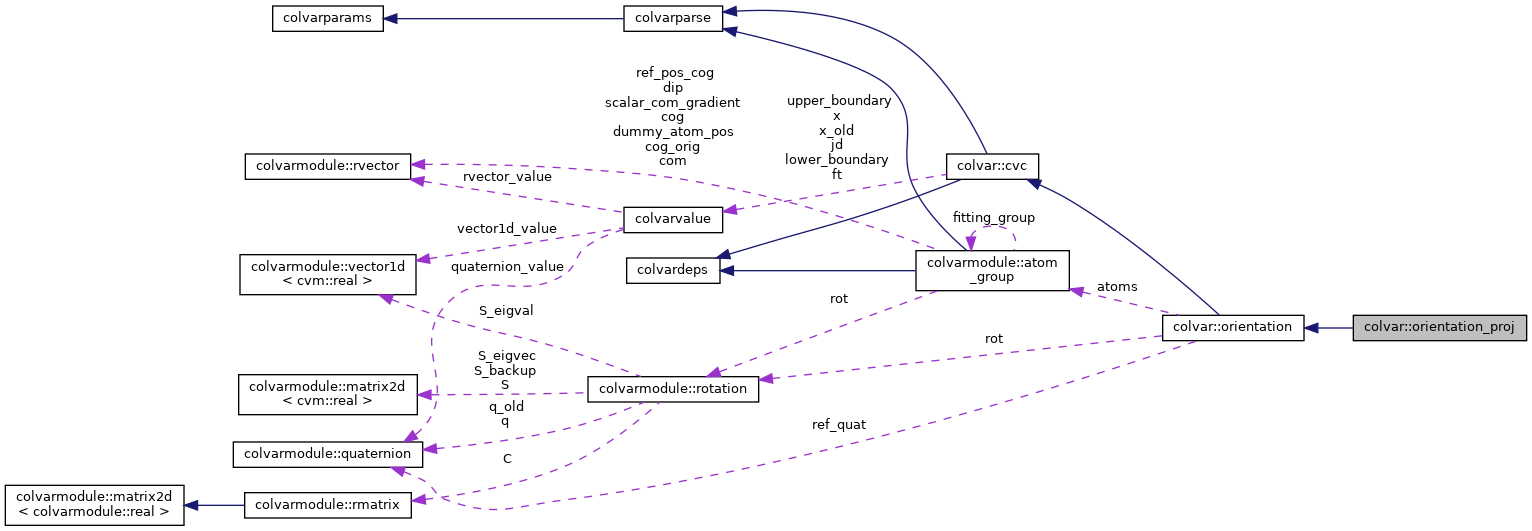 colvarparams
colvarparse
ref_pos_cog
dip
scalar_com_gradient
cog
dummy_atom_pos
cog_orig
com
upper_boundary
x
x_old
jd
lower_boundary
ft
colvarmodule::rvector
rvector_value
colvar::cvc
colvarvalue
fitting_group
vector1d_value
colvarmodule::vector1d
< cvm::real >
quaternion_value
colvardeps
colvarmodule::atom
_group
atoms
rot
S_eigval
colvar::orientation
colvar::orientation_proj
rot
S_eigvec
S_backup
S
colvarmodule::matrix2d
< cvm::real >
colvarmodule::rotation
q_old
q
ref_quat
colvarmodule::quaternion
C
colvarmodule::matrix2d
< colvarmodule::real >
colvarmodule::rmatrix